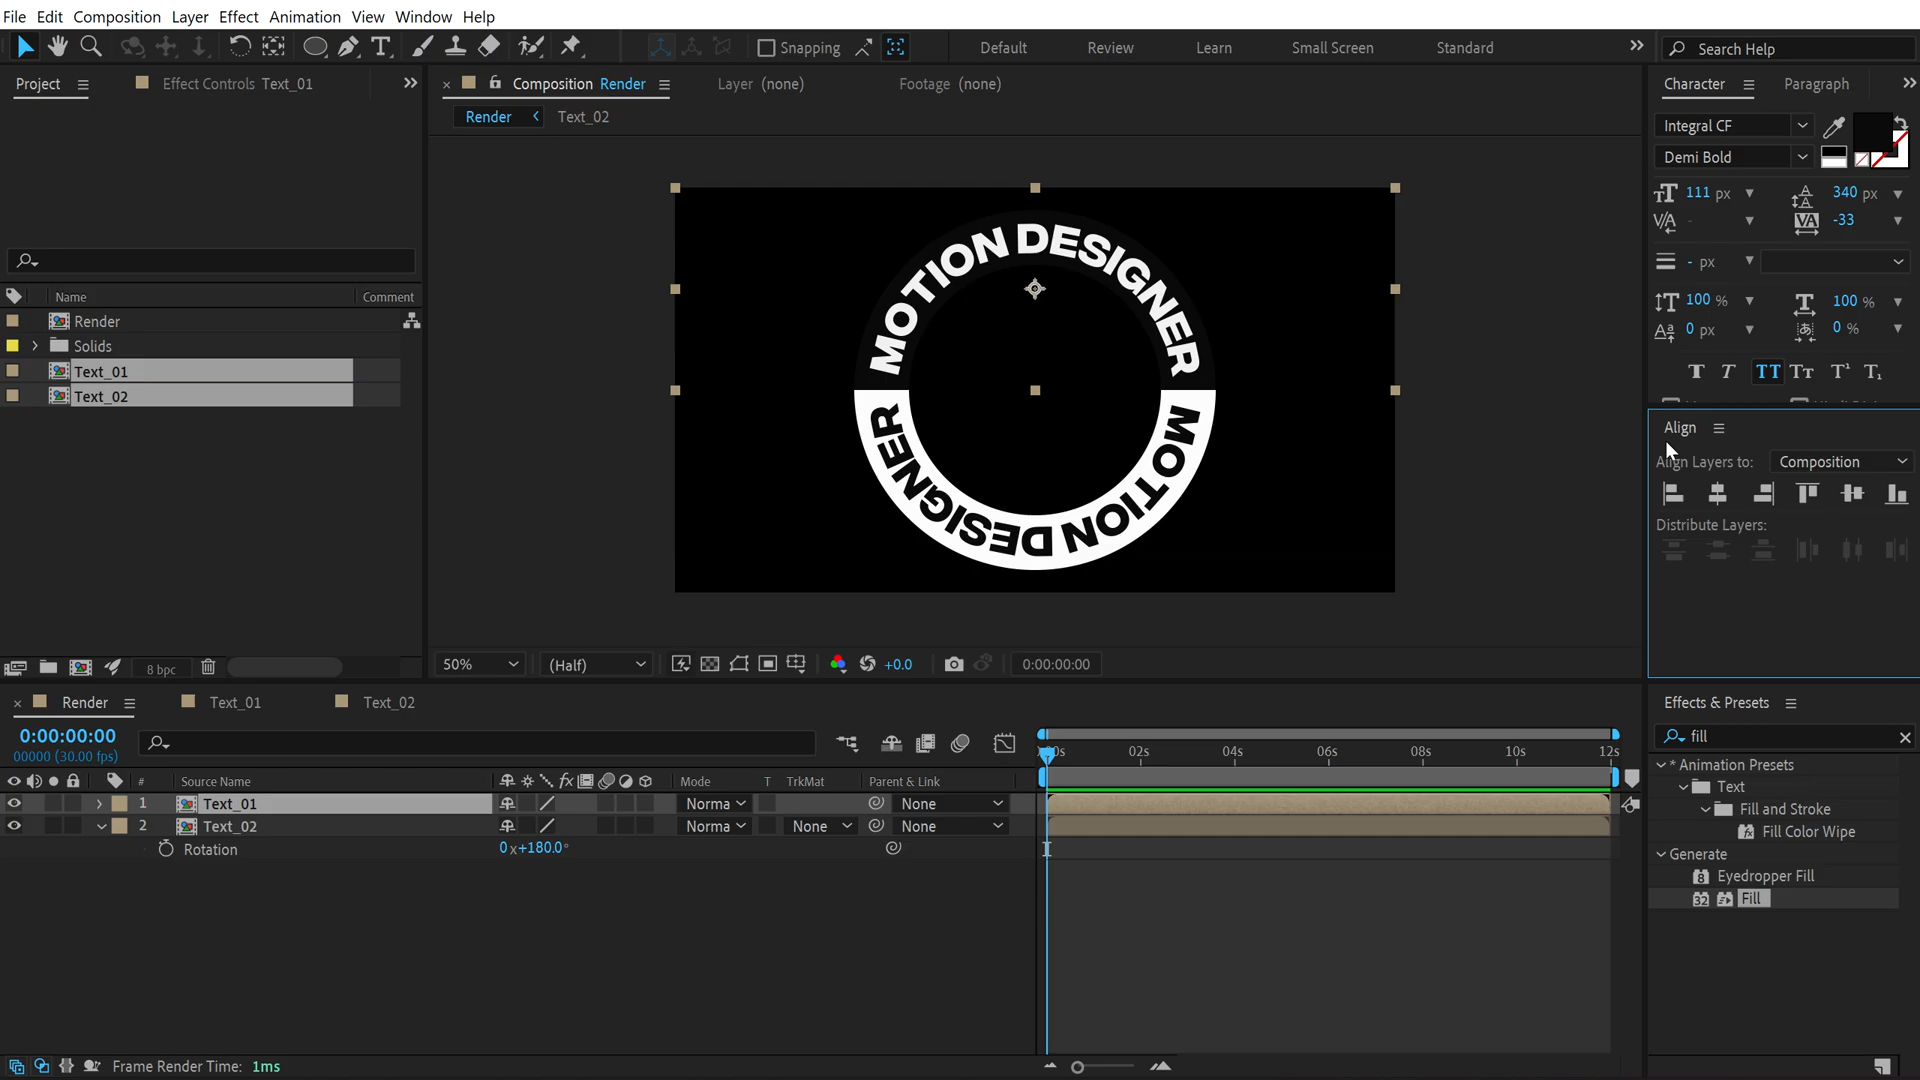 File Edit Composition Layer Effect Animation View Window Help
Snapping Default Review Learn Small Screen Standard Search Help
Project Effect Controls Text_01
Composition Render Layer (none) Footage (none)
Render Text_02
Character Paragraph
Integral CF
Demi Bold
111 px 340 px
-33
- px
100 % 100 %
0 px 0 %
Name Comment
Render
Solids
Text_01
Text_02
MOTION DESIGNER
MOTION DESIGNER
Align
Align Layers to: Composition
Distribute Layers:
8 bpc
50% (Half) +0.0 0:00:00:00
Render Text_01 Text_02
0:00:00:00
00000 (30.00 fps)
02s 04s 06s 08s 10s 12s
# Source Name Mode T TrkMat Parent & Link
1 Text_01 Norma None
2 Text_02 Norma None None
Rotation 0x+180.0°
Effects & Presets
fill
* Animation Presets
Text
Fill and Stroke
Fill Color Wipe
Generate
Eyedropper Fill
Fill
Frame Render Time: 1ms